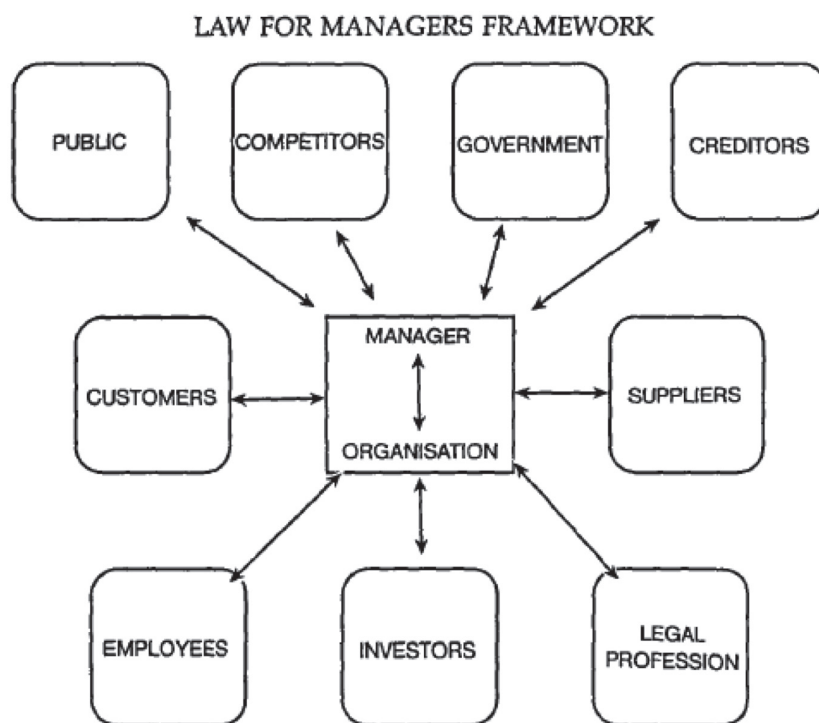 LAW FOR MANAGERS FRAMEWORK
PUBLIC
COMPETITORS
GOVERNMENT
CREDITORS
MANAGER
CUSTOMERS
SUPPLIERS
ORGANISATION
EMPLOYEES
INVESTORS
LEGAL
PROFESSION